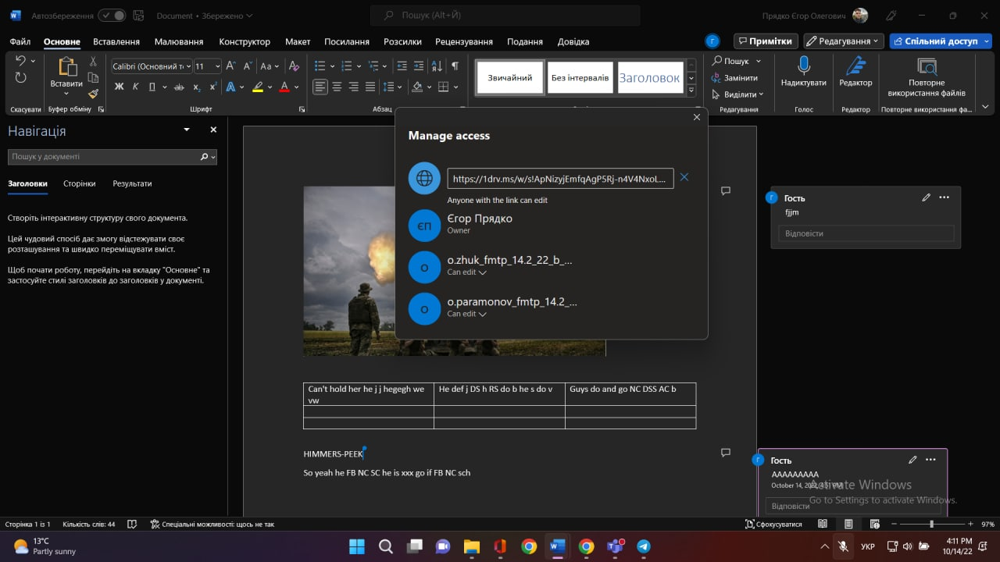 Автозбереження
Document • Збережено
Пошук (Alt+Й)
Прядко Єгор Олегович
Файл
Основне
Вставлення
Малювання
Конструктор
Макет
Посилання
Розсилки
Рецензування
Подання
Довідка
Г
Примітки
Редагування
Спільний доступ
Вставити
Calibri (Основний т
11
Ж К П
Звичайний
Без інтервалів
Заголовок
Пошук
Замінити
Виділити
Надиктувати
Редактор
Повторне
використання файлів
Скасувати
Буфер обміну
Шрифт
Абзац
Редагування
Голос
Редактор
Повторне використання фа...
Навігація
Пошук у документі
Заголовки
Сторінки
Результати
Створіть інтерактивну структуру свого документа.
Цей чудовий спосіб дає змогу відстежувати своє
розташування та швидко переміщувати вміст.
Щоб почати роботу, перейдіть на вкладку "Основне" та
застосуйте стилі заголовків до заголовків у документі.
Manage access
https://1drv.ms/w/s!ApNizyjEmfqAgP5Rj-n4V4NxoL...
Anyone with the link can edit
ЄП
Єгор Прядко
Owner
o
o.zhuk_fmtp_14.2_22_b_...
Can edit
o
o.paramonov_fmtp_14.2_...
Can edit
Г
Гость
fjjm
Відповісти
Can't hold her he j j hegegh we
vw
He def j DS h RS do b he s do v
Guys do and go NC DSS AC b
HIMMERS-PEEK
So yeah he FB NC SC he is xxx go if FB NC sch
Г
Гость
AAAAAAAAA
October 14, 2022, 4:51 PM
Відповісти
Activate Windows
Go to Settings to activate Windows.
Сторінка 1 із 1
Кількість слів: 44
Спеціальні можливості: щось не так
Сфокусуватися
97%
13°C
Partly sunny
УКР
4:11 PM
10/14/22